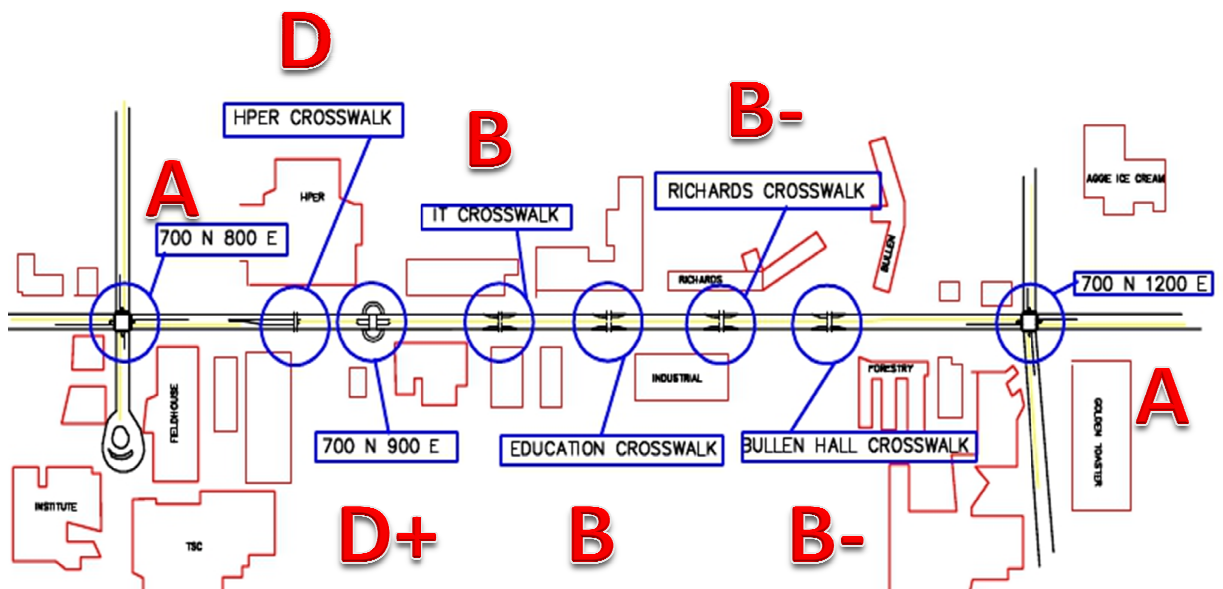 D
HPER CROSSWALK
B
B-
A
HPER
RICHARDS CROSSWALK
AGGIE ICE CREAM
IT CROSSWALK
700 N 800 E
BULLEN
RICHARDS
700 N 1200 E
FORESTRY
INDUSTRIAL
A
FIELDHOUSE
GOLDEN TOASTER
700 N 900 E
EDUCATION CROSSWALK
BULLEN HALL CROSSWALK
INSTITUTE
D+
B
B-
TSC